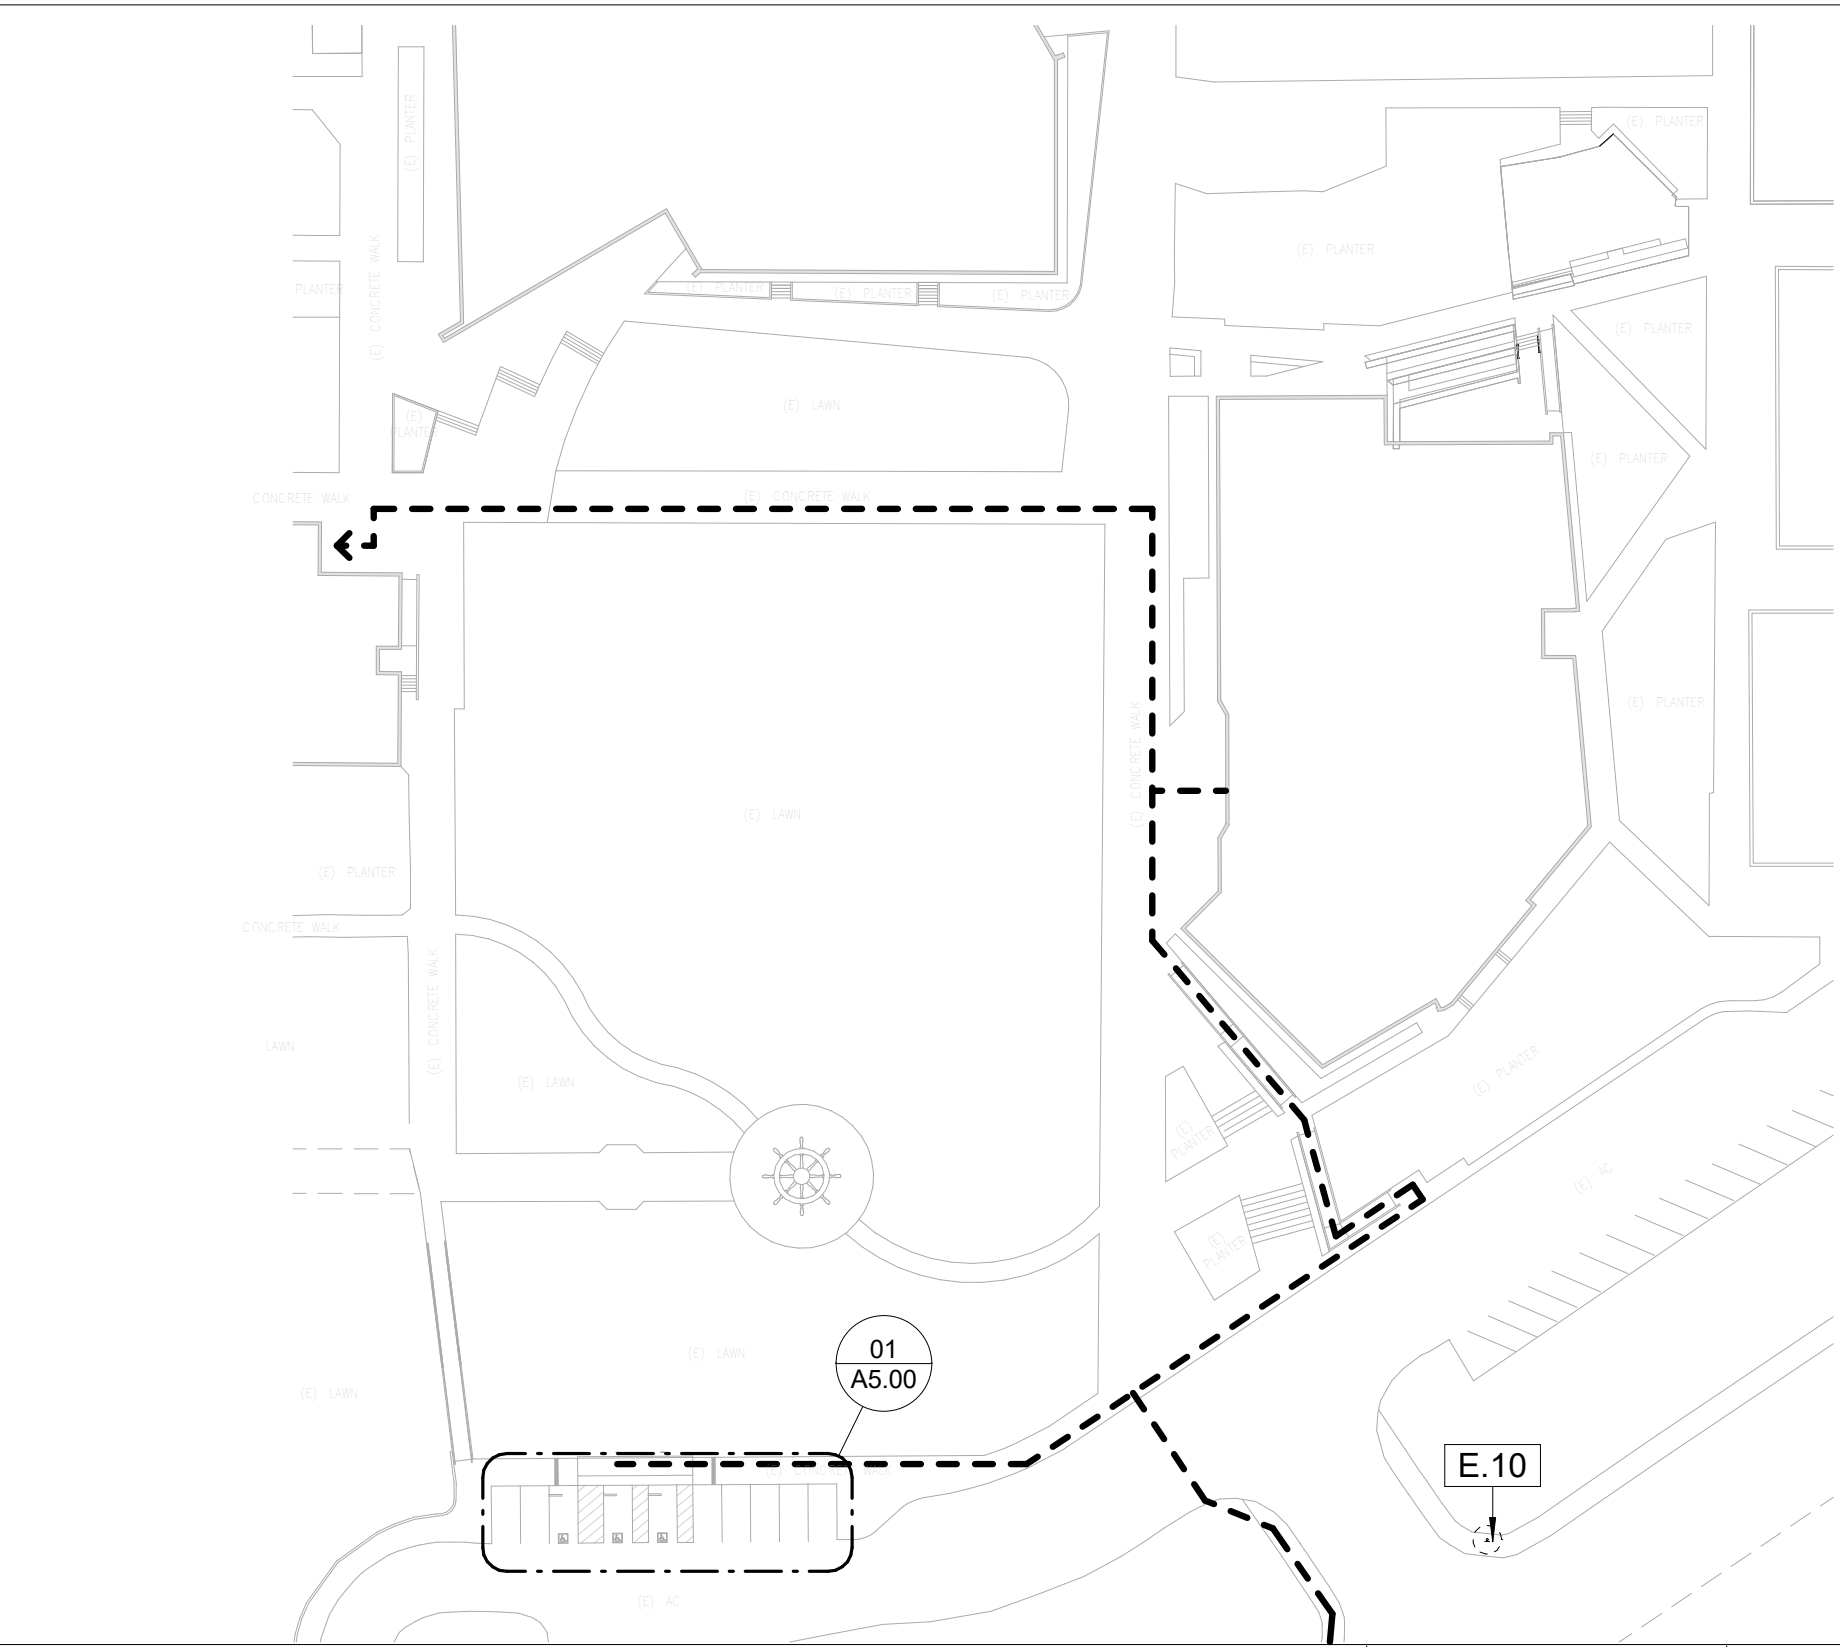 (E) PLANTER
(E) PLANTER
(E) CONCRETE WALK
(E) PLANTER
PLANTER
(E) PLANTER
(E) PLANTER
(E) PLANTER
(E) PLANTER
(E) LAWN
(E)
PLANTER
(E) PLANTER
CONCRETE WALK
(E) CONCRETE WALK
(E) PLANTER
(E) CONCRETE WALK
(E) LAWN
(E) PLANTER
CONCRETE WALK
(E) CONCRETE WALK
LAWN
(E) LAWN
(E) PLANTER
(E)
PLANTER
(E) AC
(E)
PLANTER
01
A5.00
(E) LAWN
(E) LAWN
E.10
(E) CONCRETE WALK
(E) AC